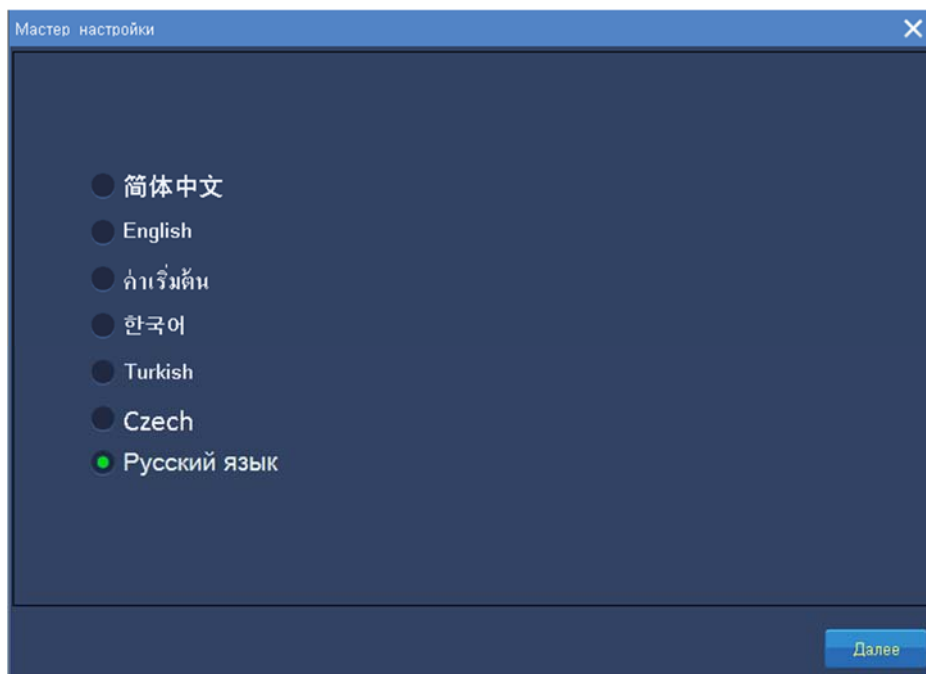 Мастер настройки
简体中文
English
ค่าเริ่มต้น
한국어
Turkish
Czech
Русский язык
Далее